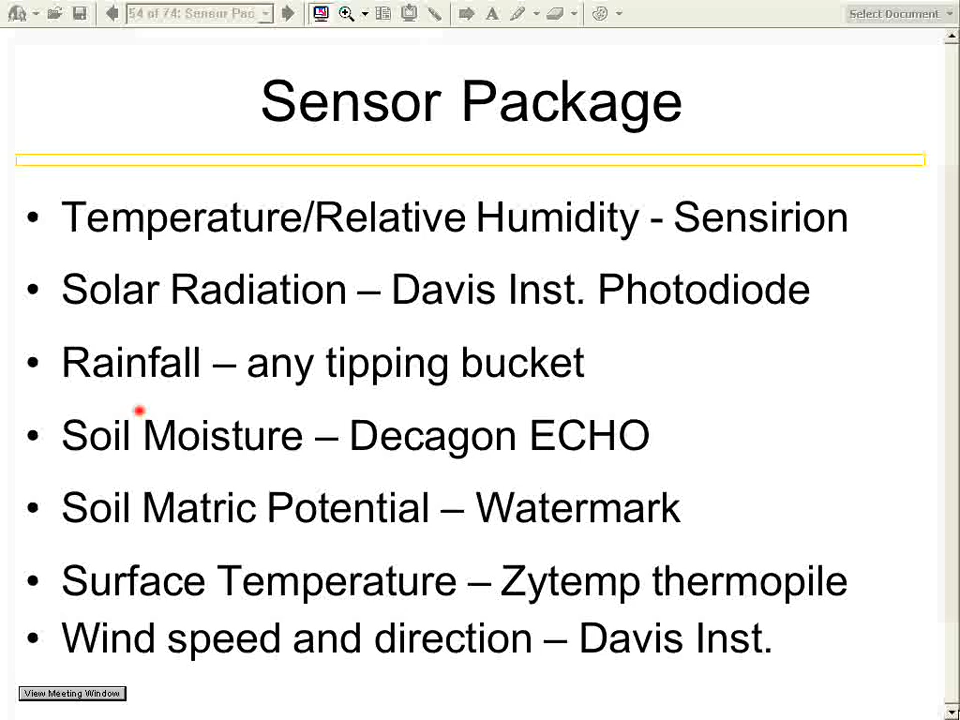 54 of 74: Sensor Pac
Select Document
Sensor Package
• Temperature/Relative Humidity - Sensirion
• Solar Radiation – Davis Inst. Photodiode
• Rainfall – any tipping bucket
• Soil Moisture – Decagon ECHO
• Soil Matric Potential – Watermark
• Surface Temperature – Zytemp thermopile
• Wind speed and direction – Davis Inst.
View Meeting Window